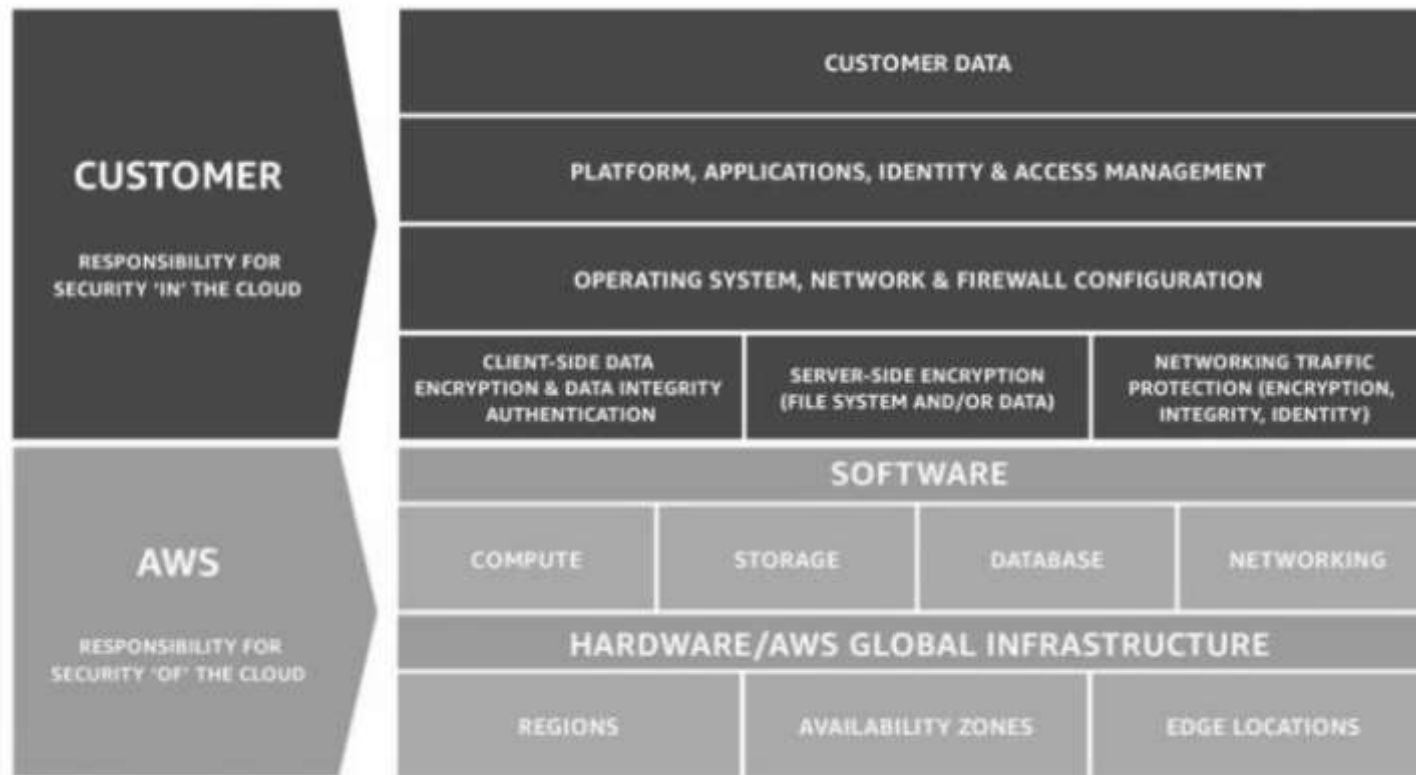 CUSTOMER
RESPONSIBILITY FOR
SECURITY 'IN' THE CLOUD
CUSTOMER DATA
PLATFORM, APPLICATIONS, IDENTITY & ACCESS MANAGEMENT
OPERATING SYSTEM, NETWORK & FIREWALL CONFIGURATION
CLIENT-SIDE DATA
ENCRYPTION & DATA INTEGRITY
AUTHENTICATION
SERVER-SIDE ENCRYPTION
(FILE SYSTEM AND/OR DATA)
NETWORKING TRAFFIC
PROTECTION (ENCRYPTION,
INTEGRITY, IDENTITY)
AWS
RESPONSIBILITY FOR
SECURITY 'OF' THE CLOUD
SOFTWARE
COMPUTE
STORAGE
DATABASE
NETWORKING
HARDWARE/AWS GLOBAL INFRASTRUCTURE
REGIONS
AVAILABILITY ZONES
EDGE LOCATIONS